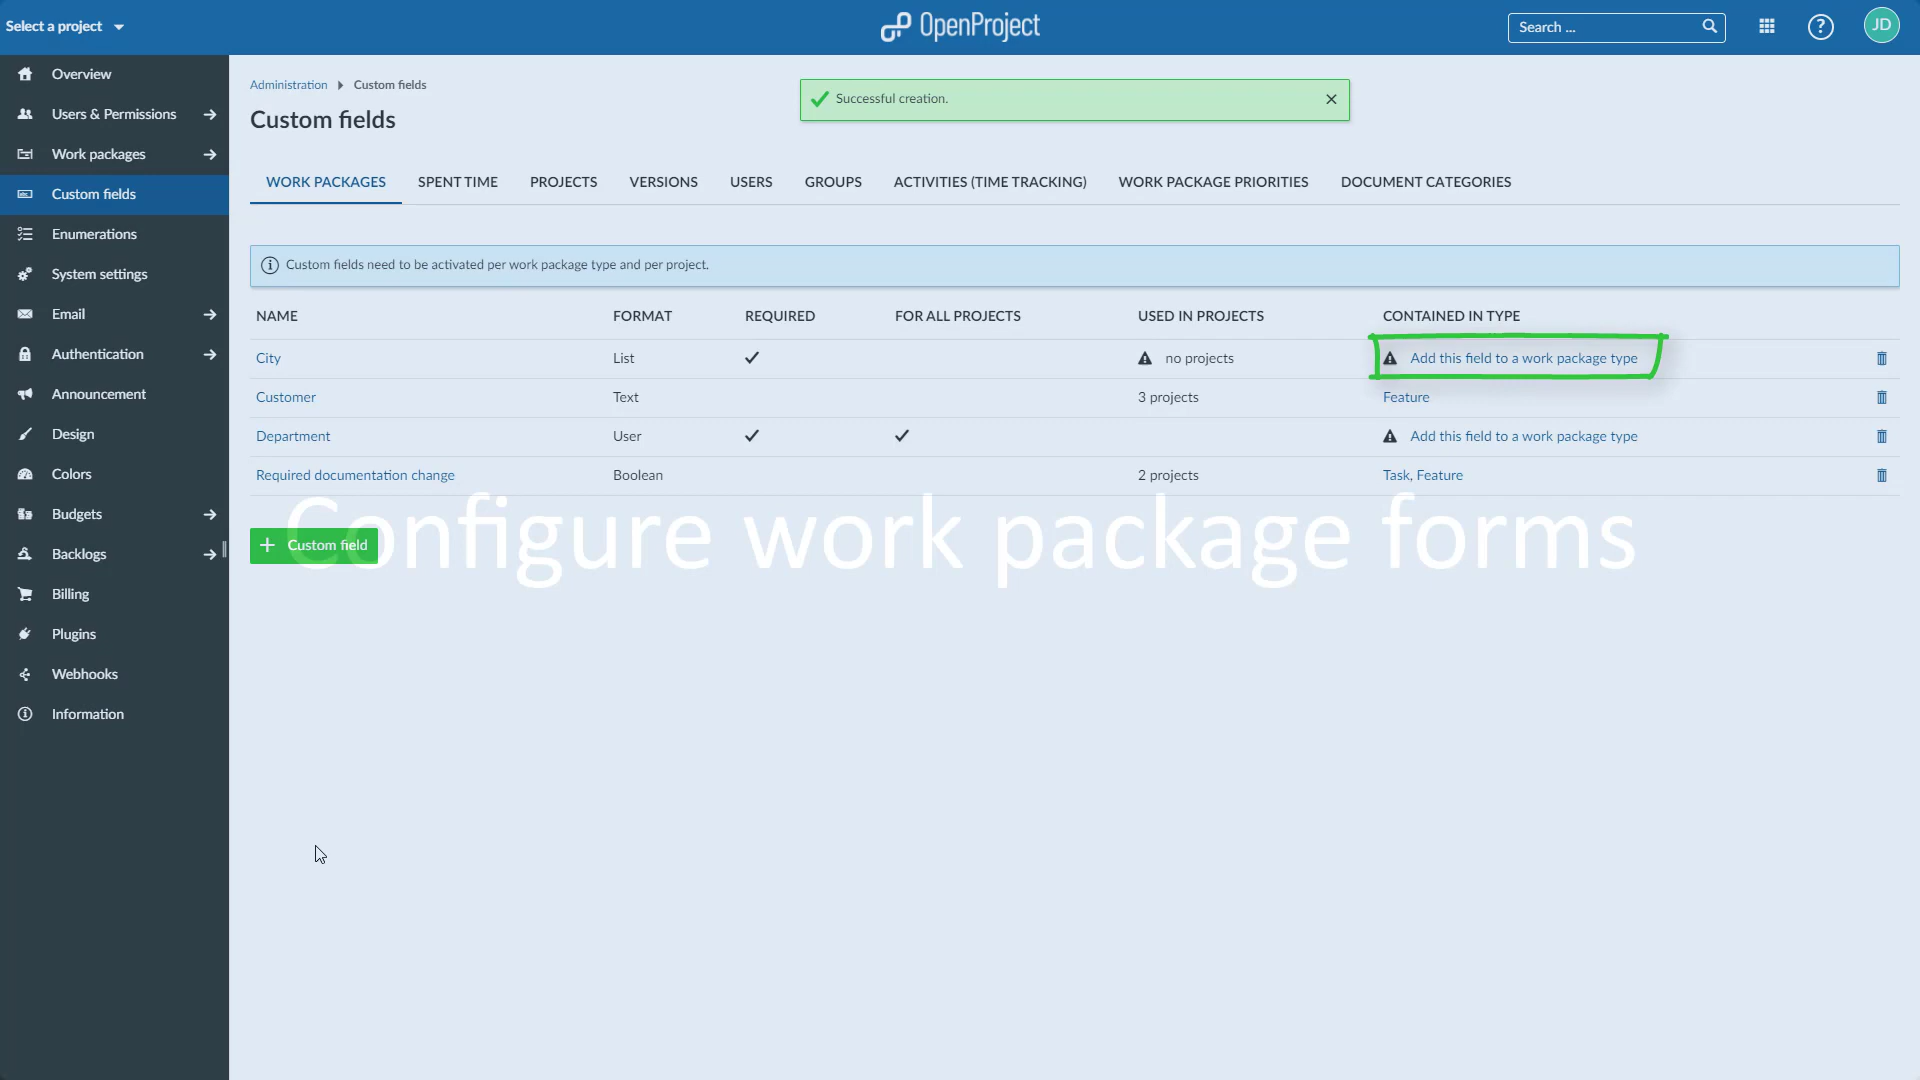 Select a project
OpenProject
Search ...
JD
Overview
Users & Permissions
Work packages
Custom fields
Enumerations
System settings
Email
Authentication
Announcement
Design
Colors
Budgets
Backlogs
Billing
Plugins
Webhooks
Information
Administration Custom fields
Successful creation.
Custom fields
WORK PACKAGES SPENT TIME PROJECTS VERSIONS USERS GROUPS ACTIVITIES (TIME TRACKING) WORK PACKAGE PRIORITIES DOCUMENT CATEGORIES
Custom fields need to be activated per work package type and per project.
NAME FORMAT REQUIRED FOR ALL PROJECTS USED IN PROJECTS CONTAINED IN TYPE
City List no projects Add this field to a work package type
Customer Text 3 projects Feature
Department User Add this field to a work package type
Required documentation change Boolean 2 projects Task, Feature
Configure work package forms
+ Custom field